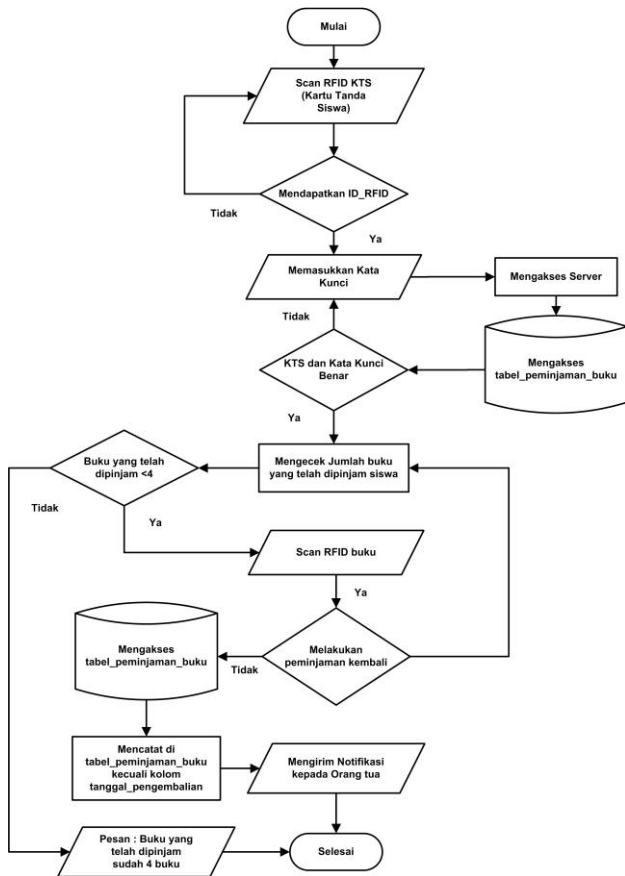 Mulai
Scan RFID KTS
(Kartu Tanda
Siswa)
Mendapatkan ID_RFID
Tidak
Ya
Memasukkan Kata
Kunci
Mengakses Server
Tidak
Mengakses
tabel_peminjaman_buku
KTS dan Kata Kunci
Benar
Ya
Buku yang telah
dipinjam <4
Mengecek Jumlah buku
yang telah dipinjam siswa
Tidak
Ya
Scan RFID buku
Ya
Mengakses
tabel_peminjaman_buku
Melakukan
peminjaman kembali
Tidak
Mencatat di
tabel_peminjaman_buku
kecuali kolom
tanggal_pengembalian
Mengirim Notifikasi
kepada Orang tua
Pesan : Buku yang
telah dipinjam
sudah 4 buku
Selesai